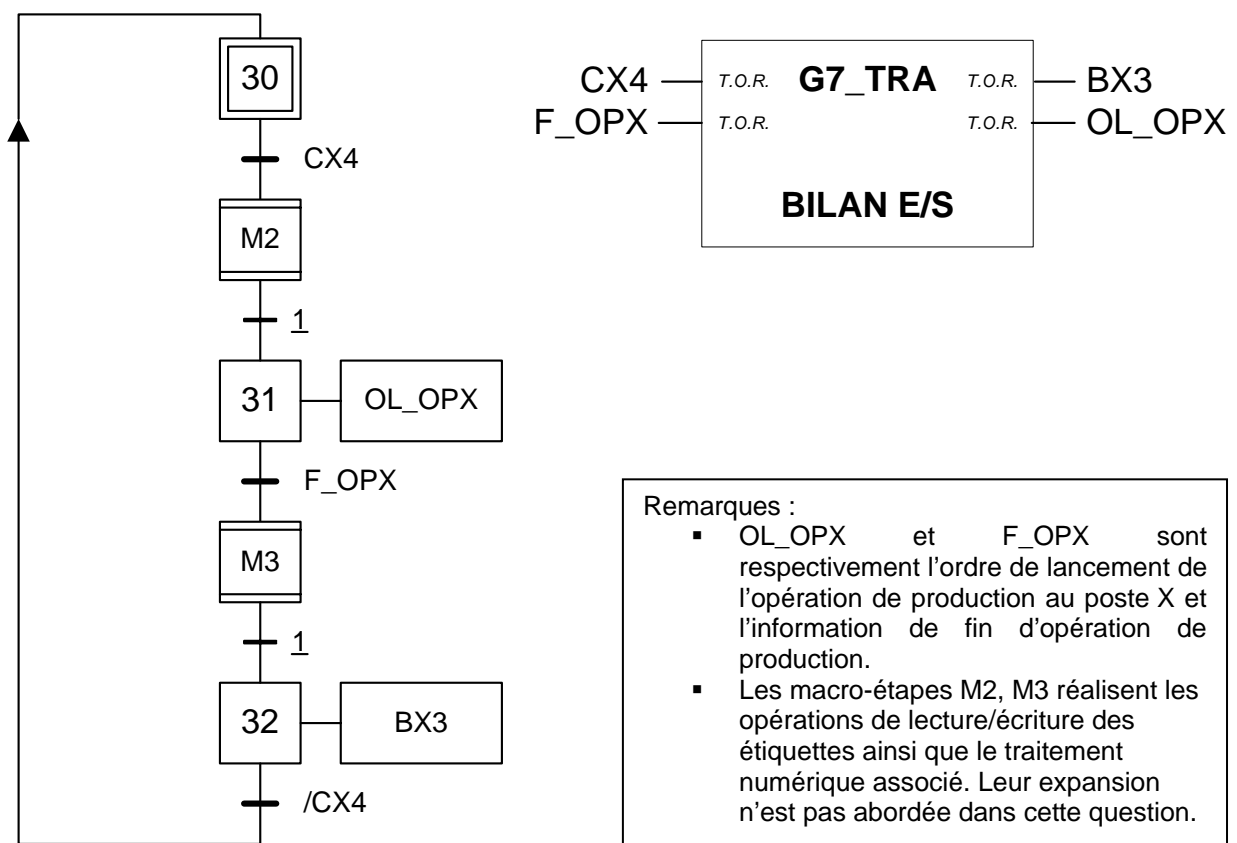 30
CX4
M2
1
31
OL_OPX
F_OPX
M3
1
32
BX3
/CX4
CX4 T.O.R. G7_TRA T.O.R. BX3
F_OPX T.O.R. T.O.R. OL_OPX
BILAN E/S
Remarques :
▪ OL_OPX et F_OPX sont
respectivement l'ordre de lancement de
l'opération de production au poste X et
l'information de fin d'opération de
production.
▪ Les macro-étapes M2, M3 réalisent les
opérations de lecture/écriture des
étiquettes ainsi que le traitement
numérique associé. Leur expansion
n'est pas abordée dans cette question.